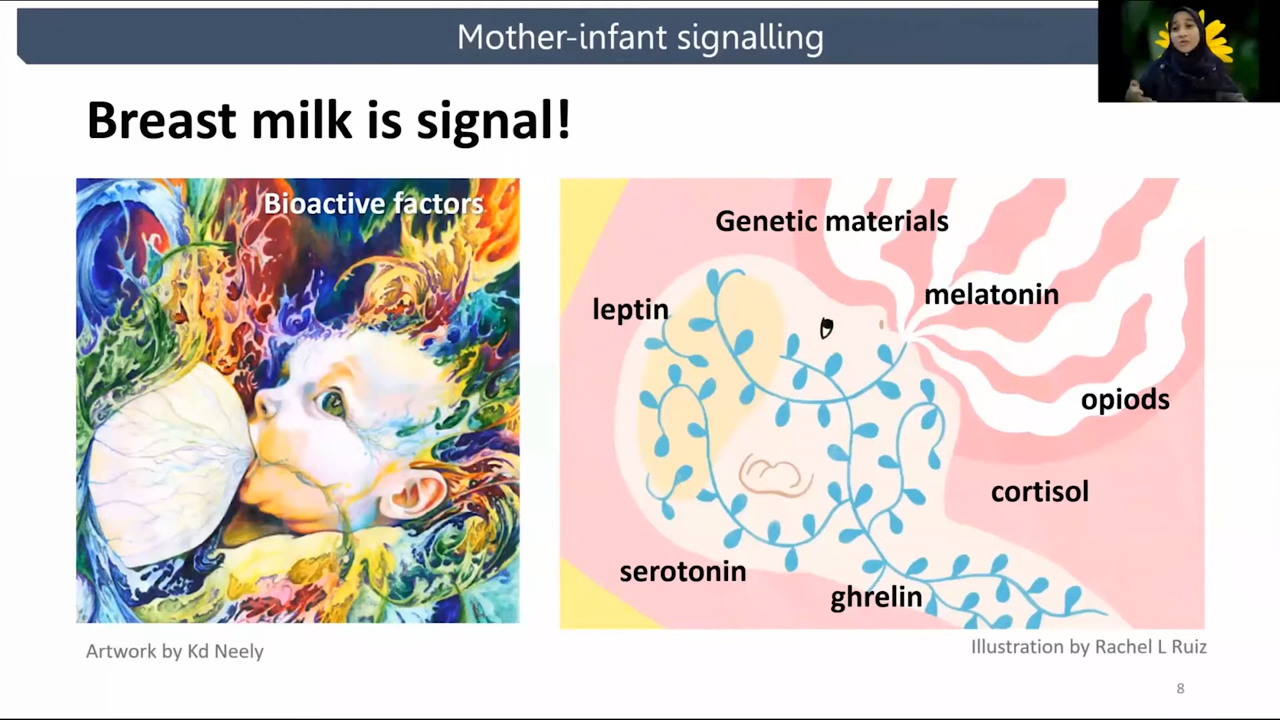 Mother-infant signalling
Breast milk is signal!
Bioactive factors
Genetic materials
leptin
melatonin
opiods
cortisol
serotonin
ghrelin
Artwork by Kd Neely
Illustration by Rachel L Ruiz
8